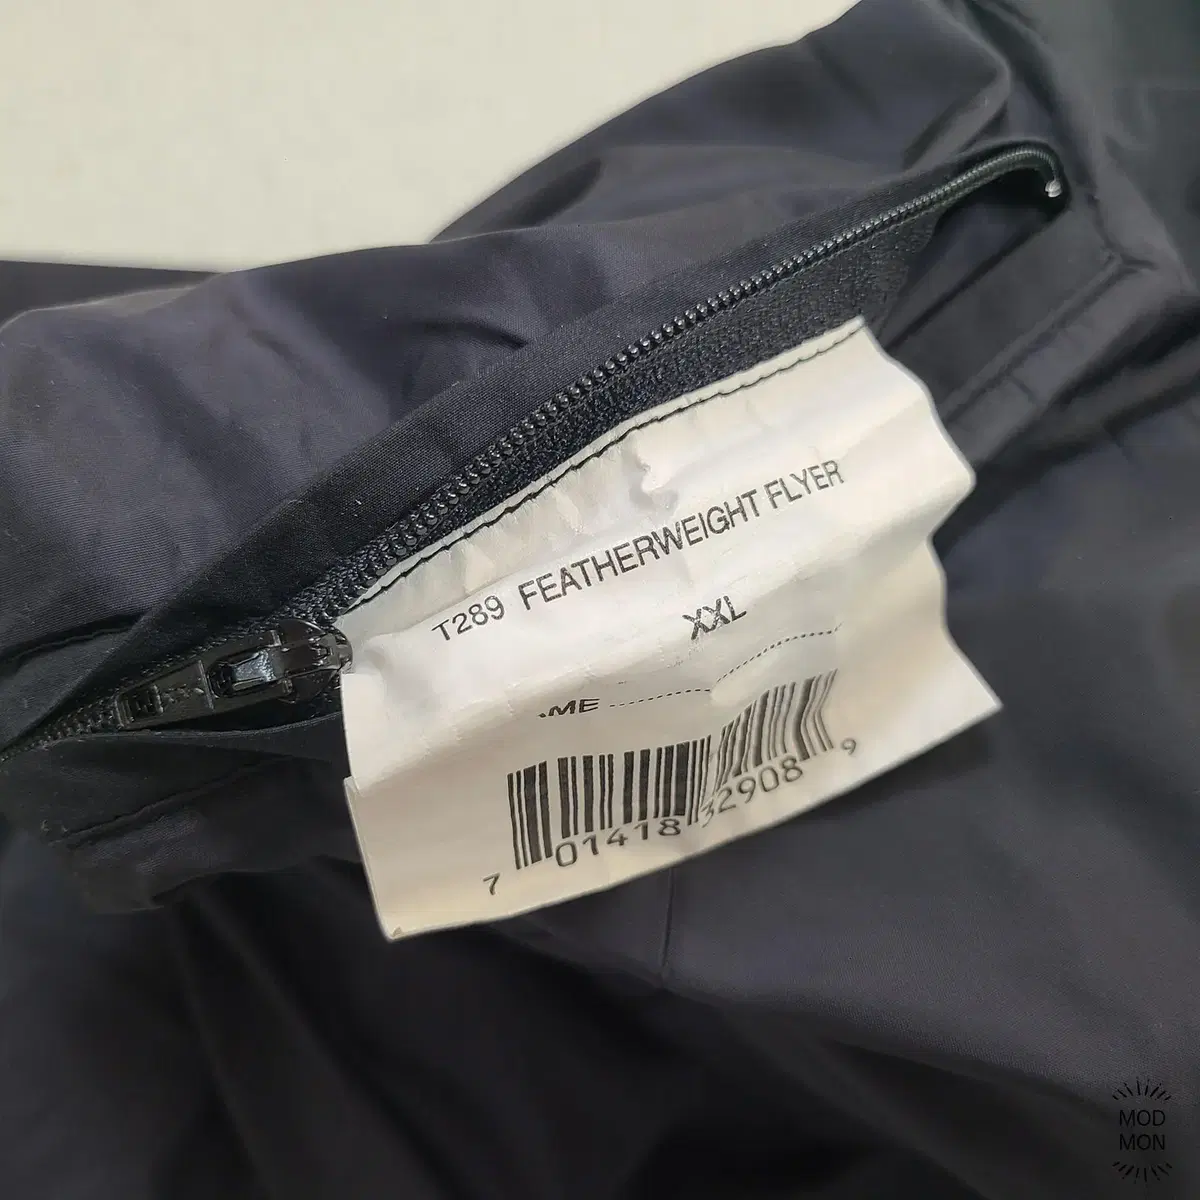 T289 FEATHERWEIGHT FLYER
XXL
ME
7 01418 32908 9
MOD
MON